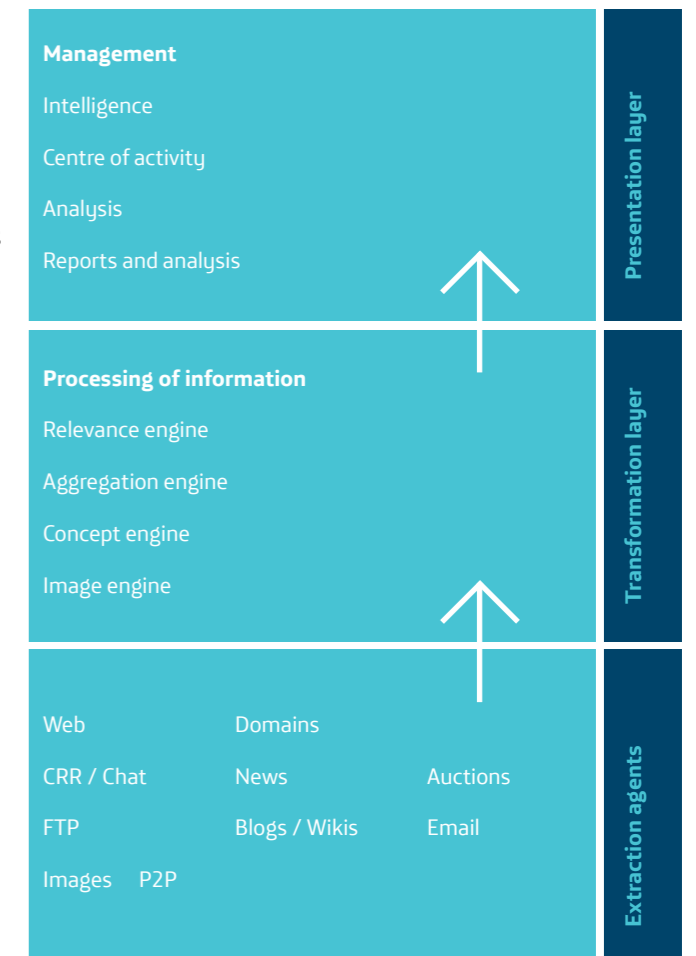 Management
Intelligence
Centre of activity
Analysis
Reports and analysis
Presentation layer
Processing of information
Relevance engine
Aggregation engine
Concept engine
Image engine
Transformation layer
Web Domains
CRR / Chat News Auctions
FTP Blogs / Wikis Email
Images P2P
Extraction agents